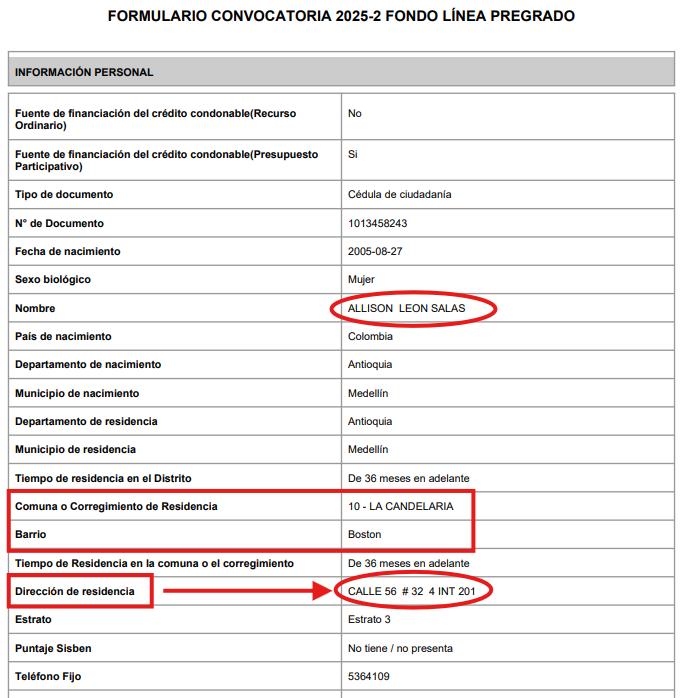 FORMULARIO CONVOCATORIA 2025-2 FONDO LÍNEA PREGRADO
INFORMACIÓN PERSONAL
Fuente de financiación del crédito condonable(Recurso
Ordinario)
No
Fuente de financiación del crédito condonable(Presupuesto
Participativo)
Si
Tipo de documento
Cédula de ciudadanía
N° de Documento
1013458243
Fecha de nacimiento
2005-08-27
Sexo biológico
Mujer
Nombre
ALLISON LEON SALAS
País de nacimiento
Colombia
Departamento de nacimiento
Antioquia
Municipio de nacimiento
Medellín
Departamento de residencia
Antioquia
Municipio de residencia
Medellín
Tiempo de residencia en el Distrito
De 36 meses en adelante
Comuna o Corregimiento de Residencia
10 - LA CANDELARIA
Barrio
Boston
Tiempo de Residencia en la comuna o el corregimiento
De 36 meses en adelante
Dirección de residencia
CALLE 56 # 32 4 INT 201
Estrato
Estrato 3
Puntaje Sisben
No tiene / no presenta
Teléfono Fijo
5364109